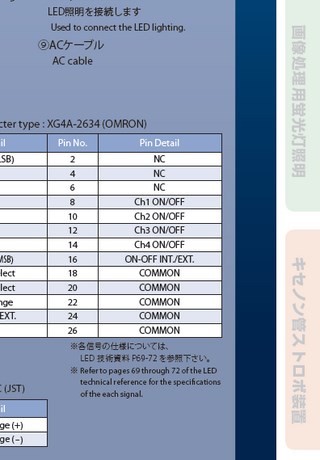 LED照明を接続します
Used to connect the LED lighting.
⑨ACケーブル
AC cable
cter type : XG4A-2634 (OMRON)
il Pin No. Pin Detail
SB) 2 NC
4 NC
6 NC
8 Ch1 ON/OFF
10 Ch2 ON/OFF
12 Ch3 ON/OFF
14 Ch4 ON/OFF
MSB) 16 ON-OFF INT./EXT.
elect 18 COMMON
elect 20 COMMON
nge 22 COMMON
EXT. 24 COMMON
26 COMMON
※各信号の仕様については、
LED 技術資料 P69-72 を参照下さい。
※ Refer to pages 69 through 72 of the LED
technical reference for the specifications
of the each signal.
(JST)
il
ge (+)
ge (−)
画像処理用蛍光灯照明
キセノン管ストロボ装置